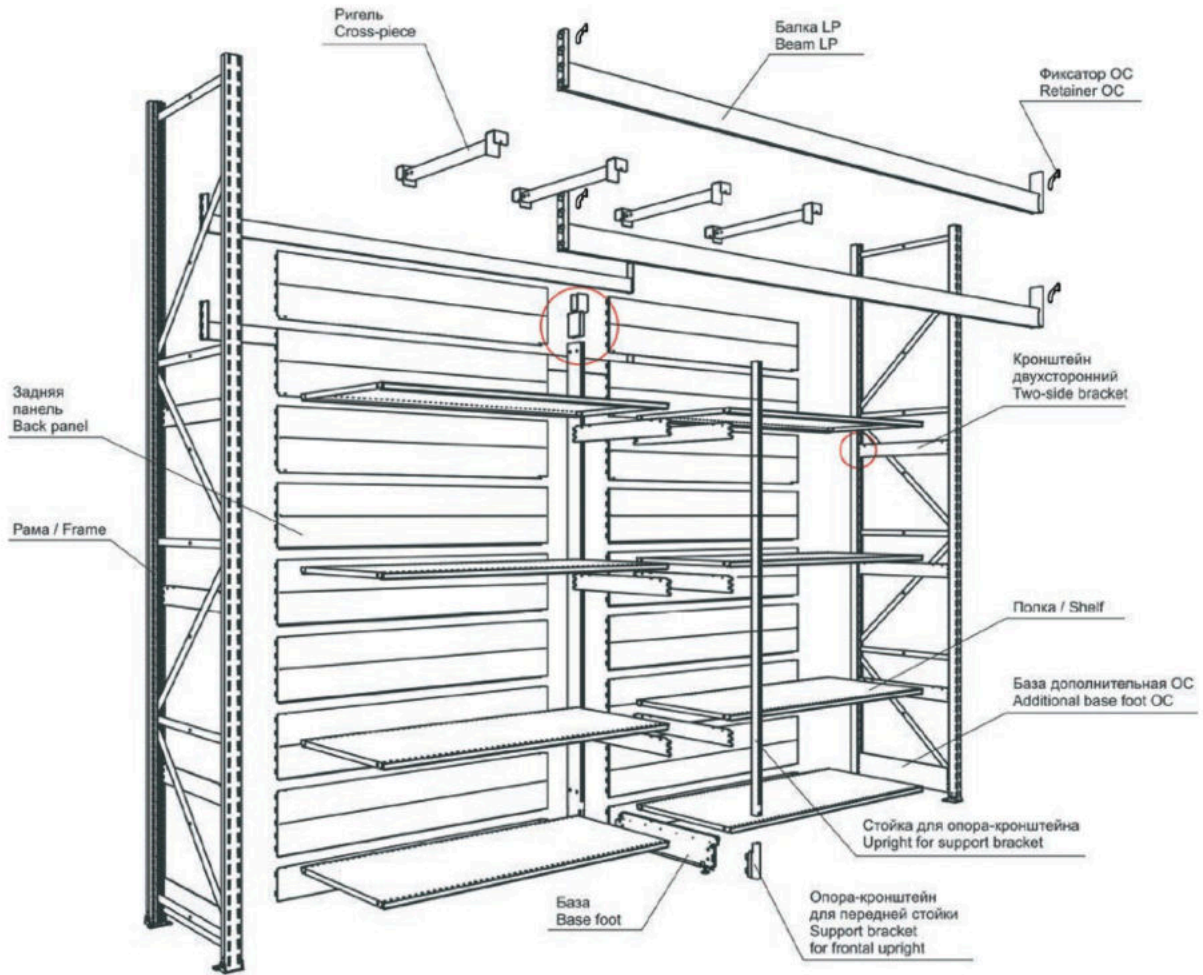 Ригель
Cross-piece
Балка LP
Beam LP
Фиксатор ОС
Retainer OC
Кронштейн
двухсторонний
Two-side bracket
Задняя
панель
Back panel
Рама / Frame
Полка / Shelf
База дополнительная ОС
Additional base foot OC
Стойка для опора-кронштейна
Upright for support bracket
База
Base foot
Опора-кронштейн
для передней стойки
Support bracket
for frontal upright